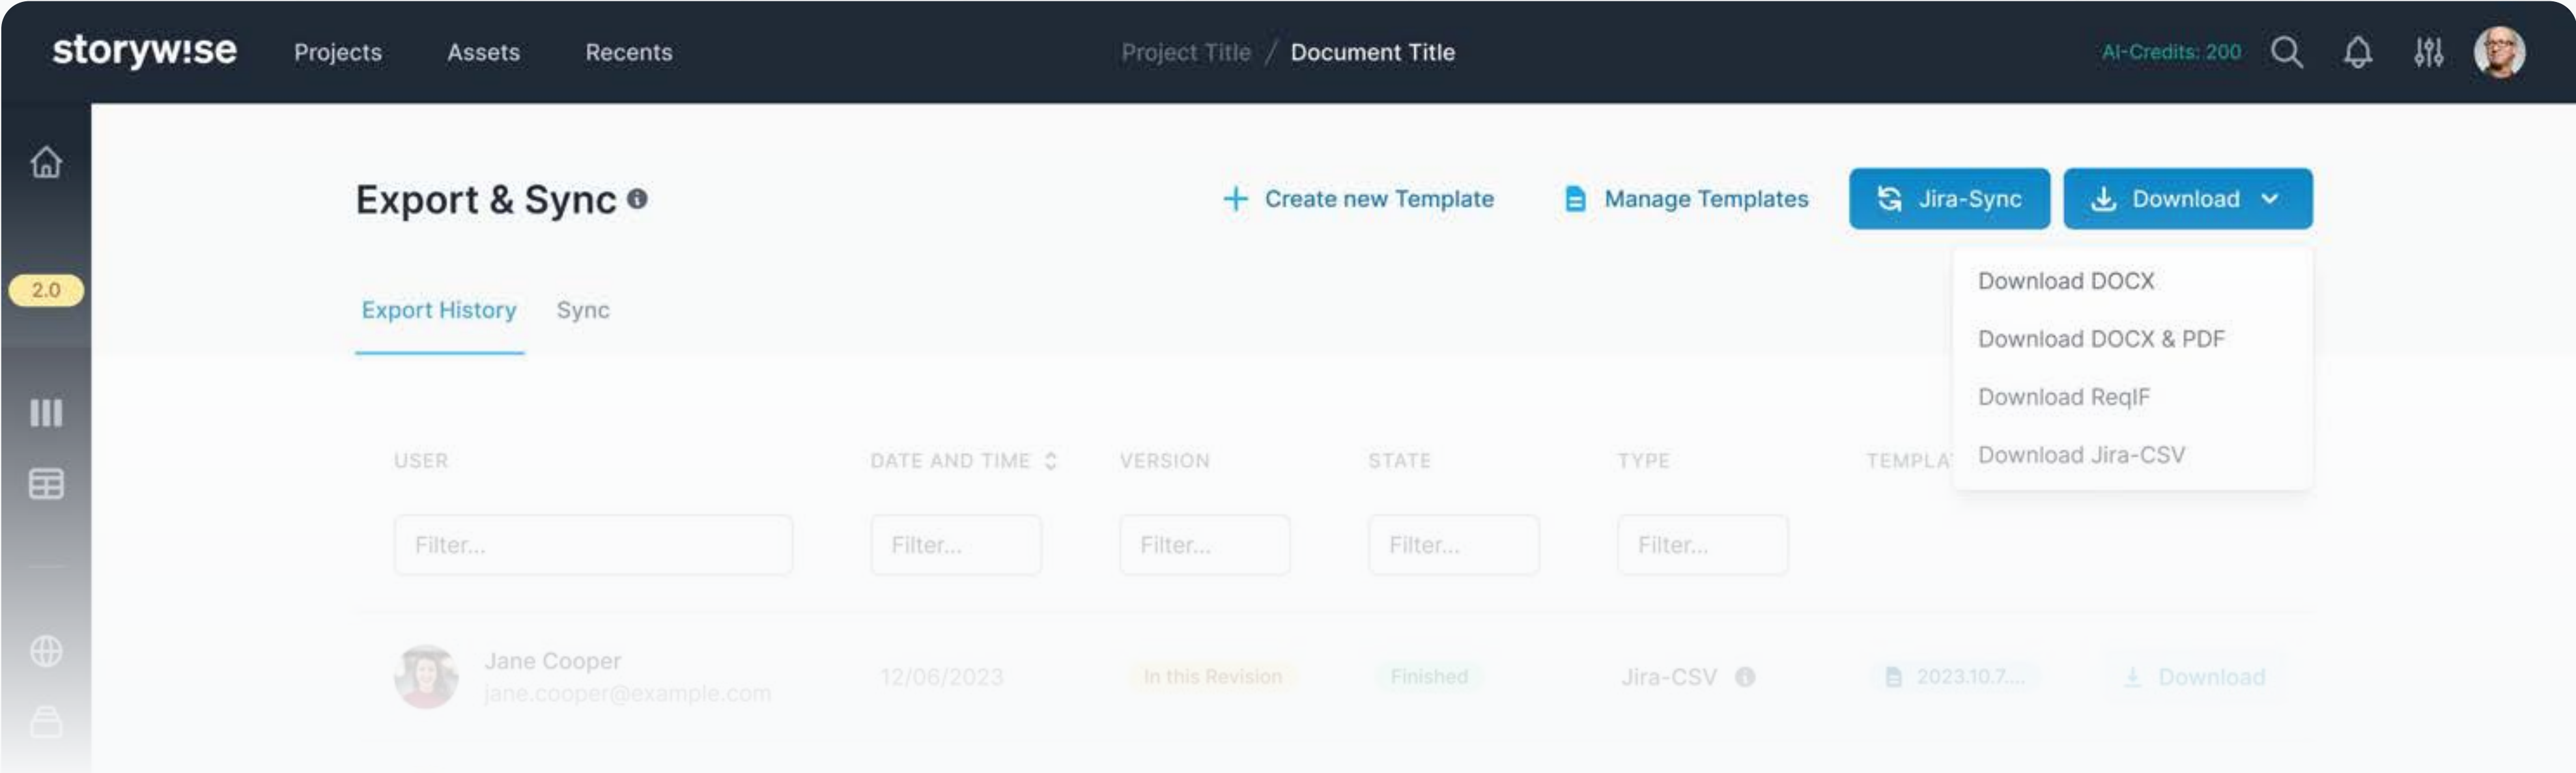 storyw!se Projects Assets Recents Project Title / Document Title AI-Credits: 200
Export & Sync + Create new Template Manage Templates Jira-Sync Download
2.0
Export History Sync
Download DOCX
Download DOCX & PDF
Download ReqIF
Download Jira-CSV
USER DATE AND TIME VERSION STATE TYPE
Filter... Filter... Filter... Filter... Filter...
Jane Cooper
jane.cooper@example.com
12/06/2023 In this Revision Finished Jira-CSV 2023.10.7.... Download